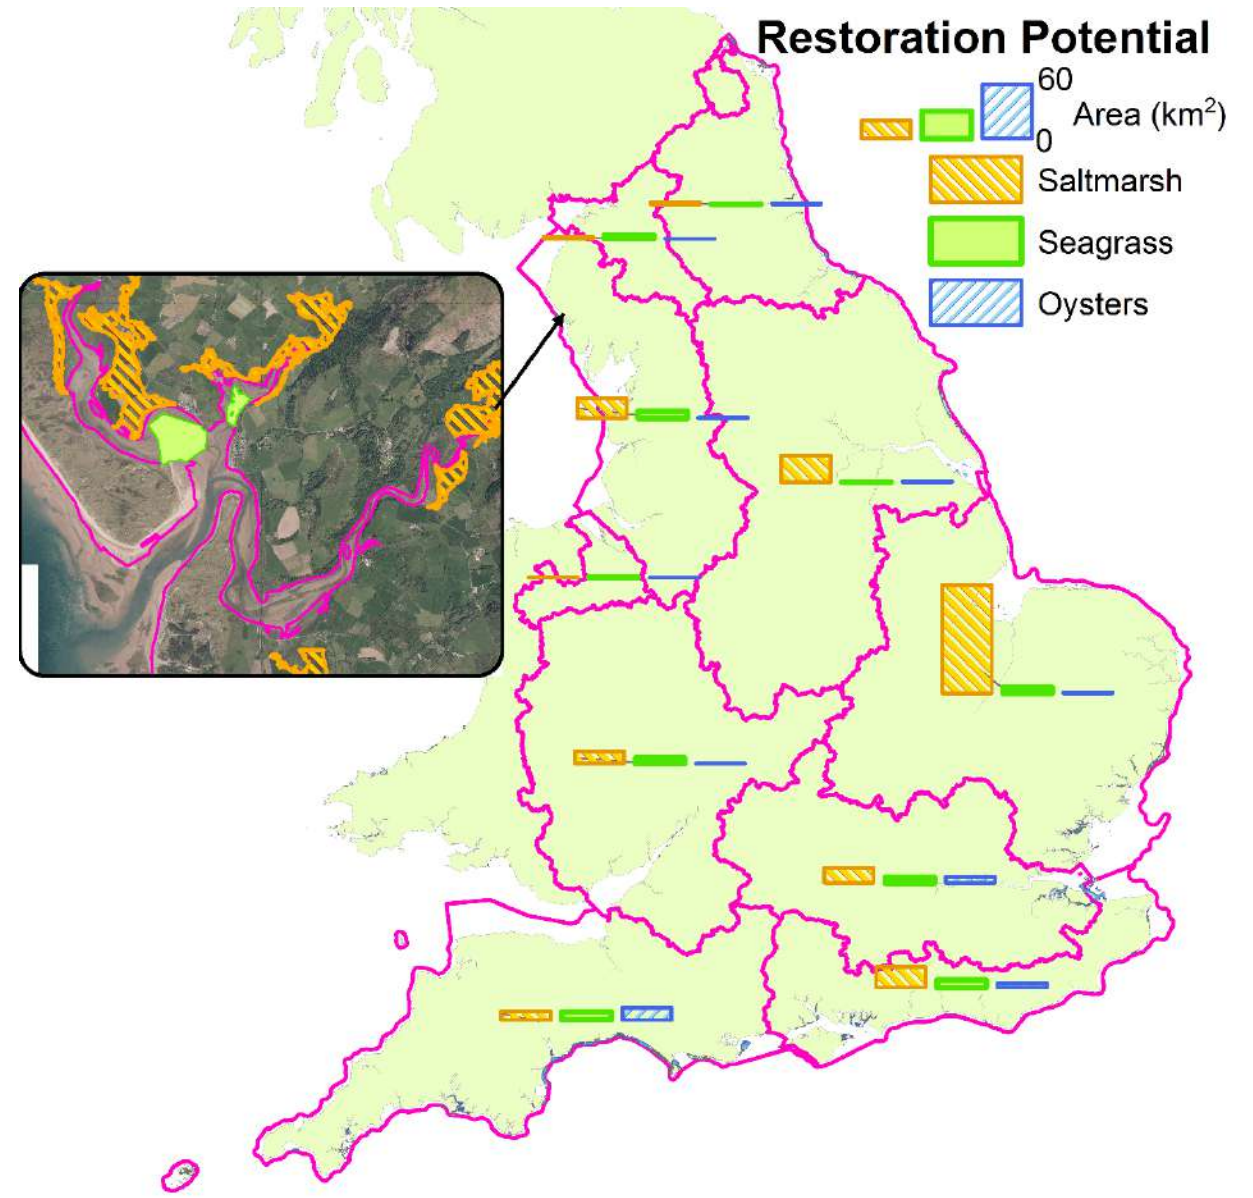 Restoration Potential
60
Area (km²)
0
Saltmarsh
Seagrass
Oysters